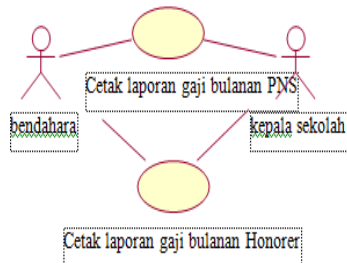 Cetak laporan gaji bulanan PNS
bendahara
kepala sekolah
Cetak laporan gaji bulanan Honorer